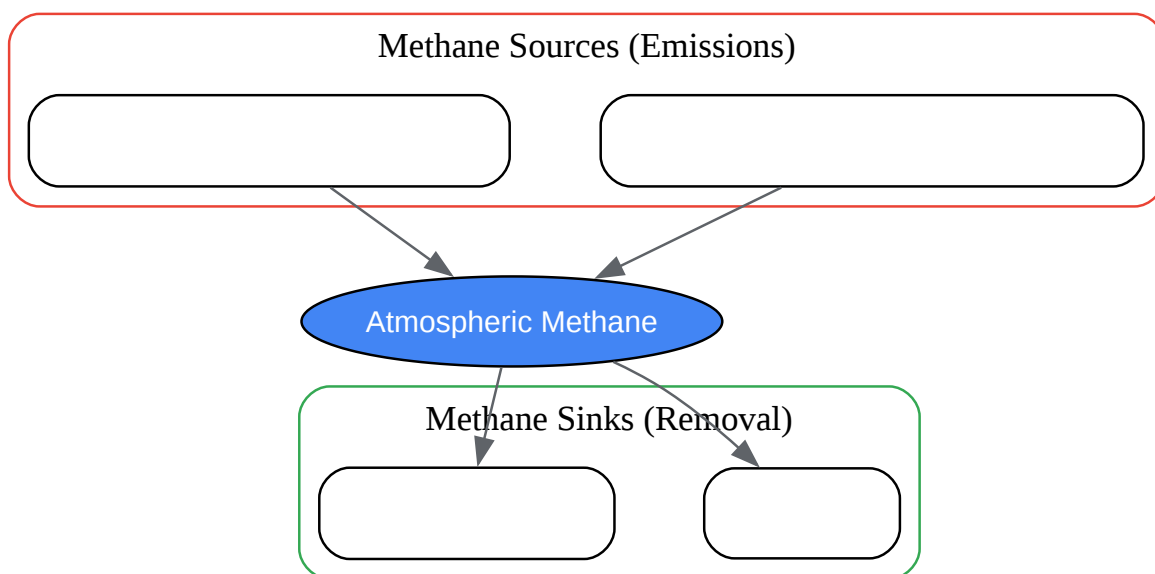 Methane Sources (Emissions)
Atmospheric Methane
Methane Sinks (Removal)